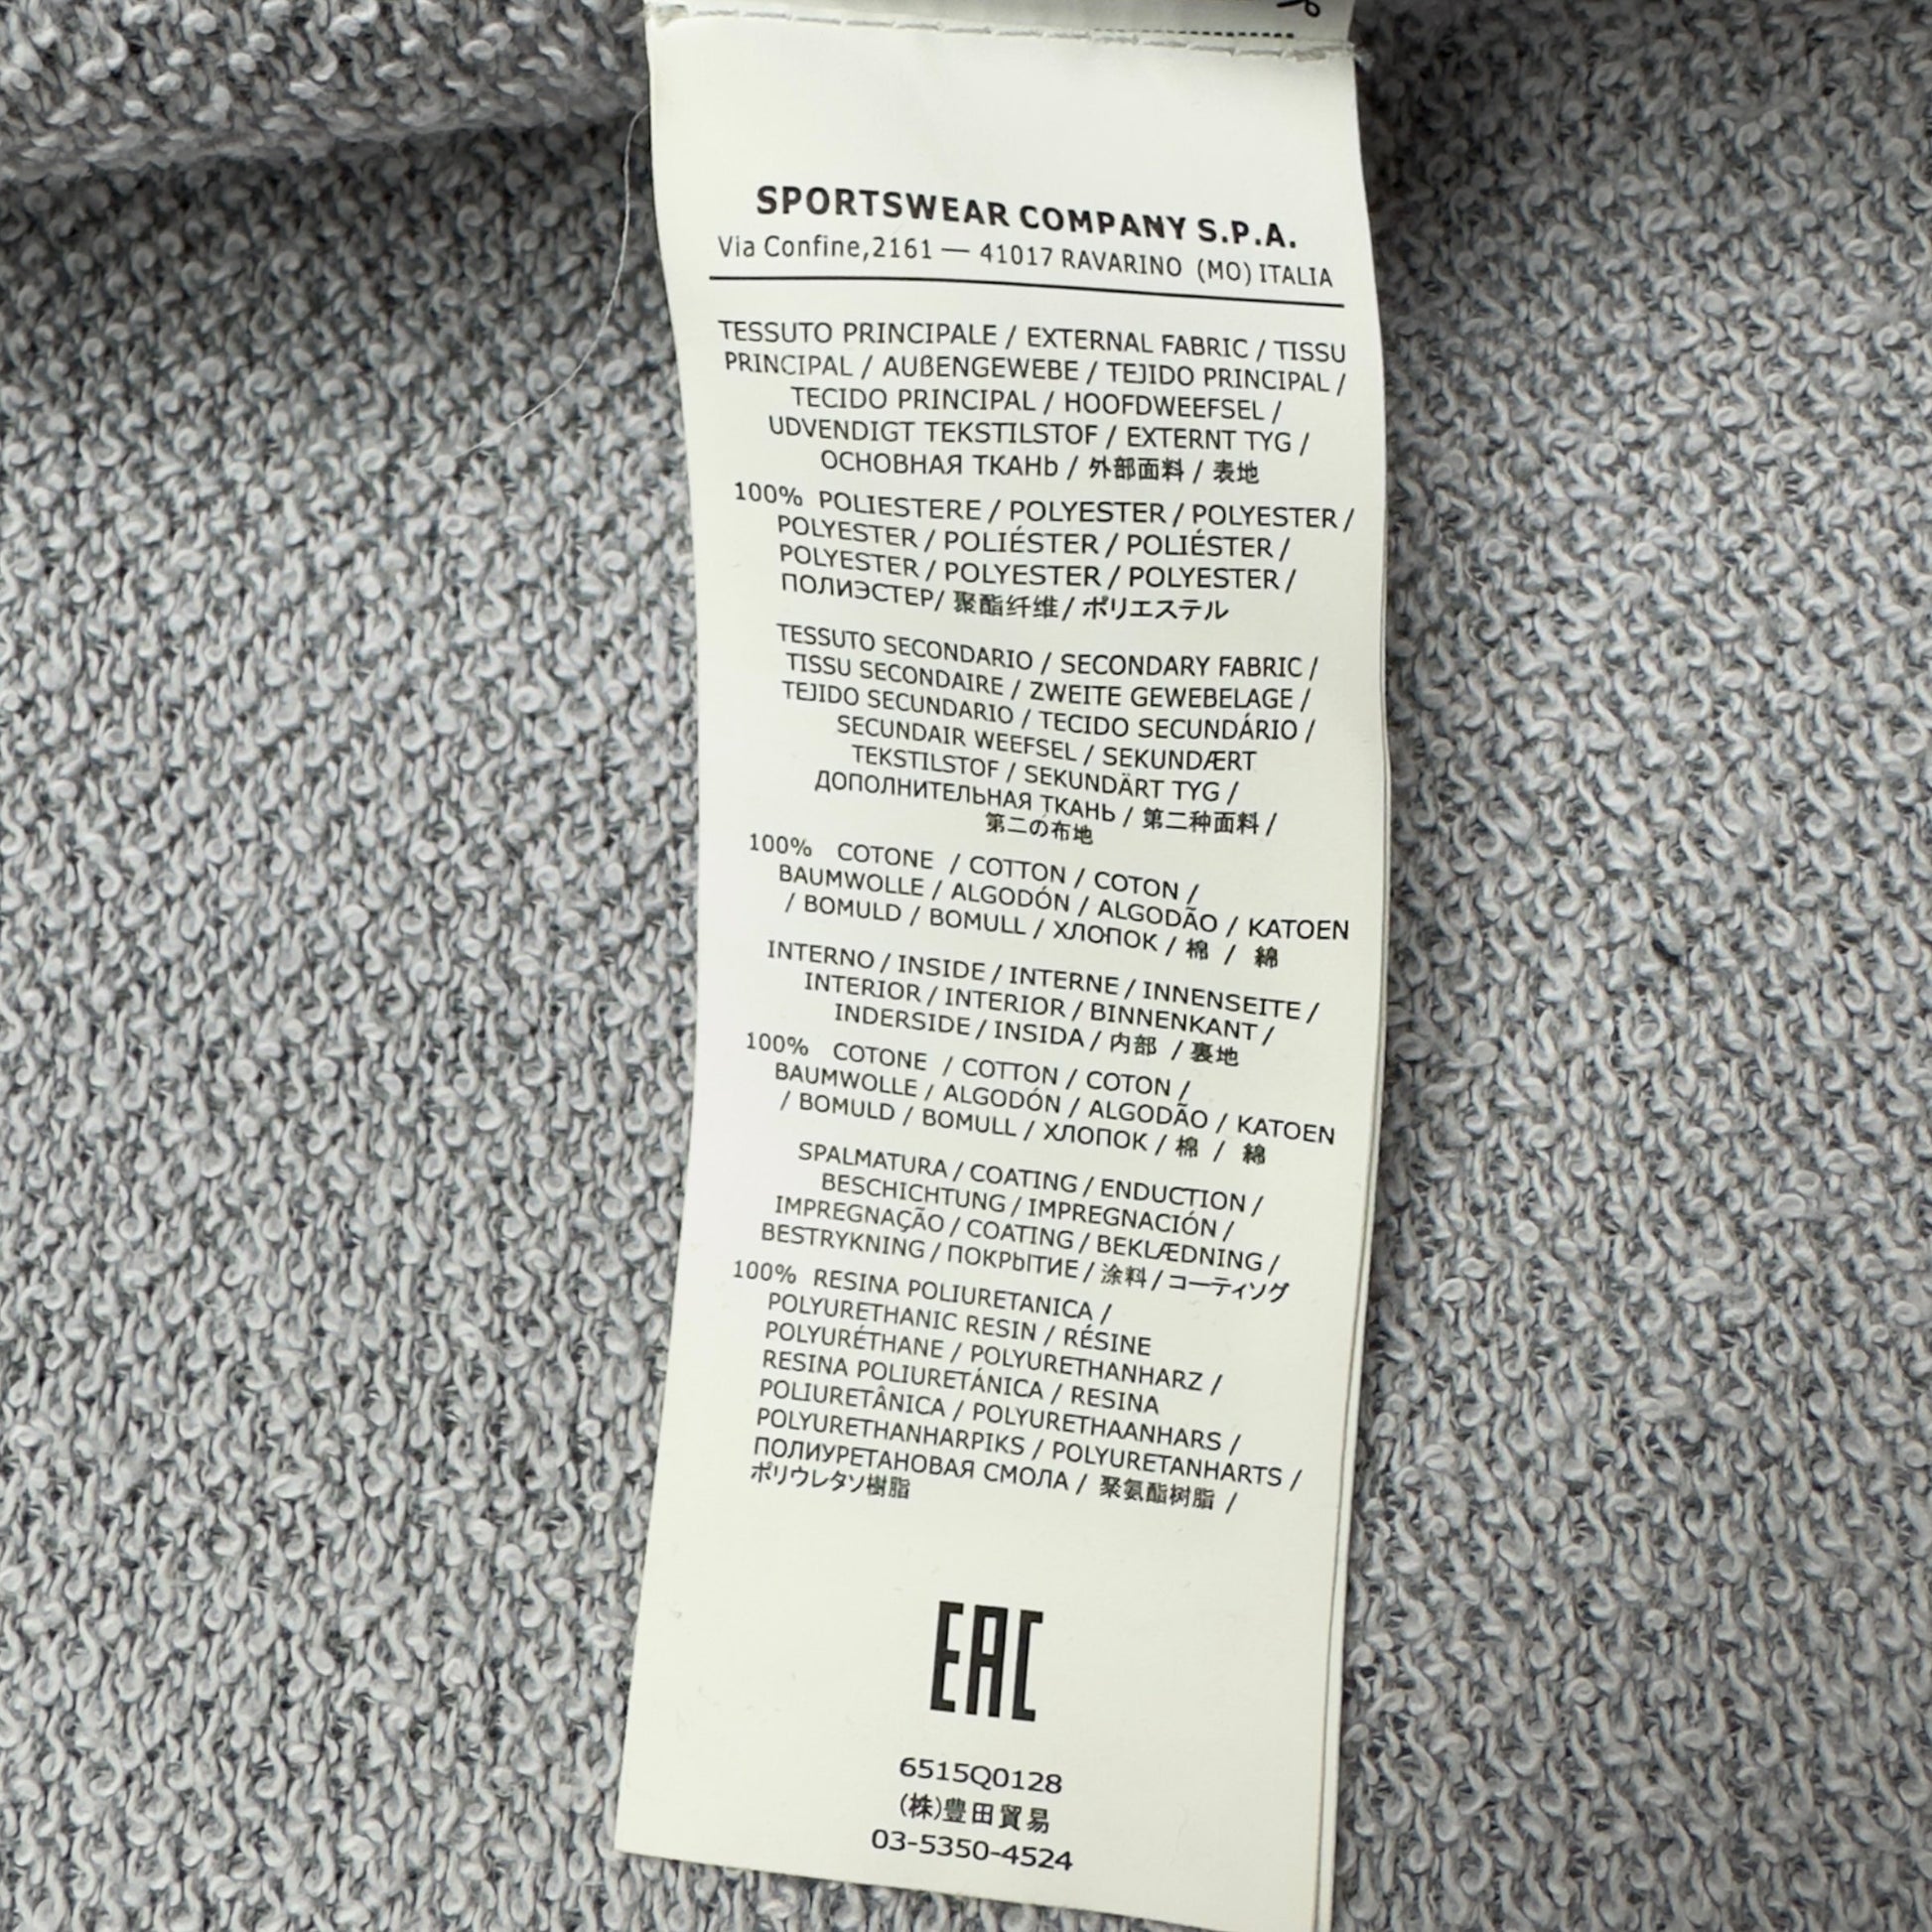 SPORTSWEAR COMPANY S.P.A.
Via Confine,2161 — 41017 RAVARINO (MO) ITALIA
TESSUTO PRINCIPALE / EXTERNAL FABRIC / TISSU
PRINCIPAL / AUßENGEWEBE / TEJIDO PRINCIPAL /
TECIDO PRINCIPAL / HOOFDWEEFSEL /
UDVENDIGT TEKSTILSTOF / EXTERNT TYG /
ОСНОВНАЯ ТКАНЬ / 外部面料 / 表地
100% POLIESTERE / POLYESTER / POLYESTER /
POLYESTER / POLIÉSTER / POLIÉSTER /
POLYESTER / POLYESTER / POLYESTER /
ПОЛИЭСТЕР/ 聚酯纤维/ ポリエステル
TESSUTO SECONDARIO / SECONDARY FABRIC /
TISSU SECONDAIRE / ZWEITE GEWEBELAGE /
TEJIDO SECUNDARIO / TECIDO SECUNDÁRIO /
SECUNDAIR WEEFSEL / SEKUNDÆRT
TEKSTILSTOF / SEKUNDÄRT TYG /
ДОПОЛНИТЕЛЬНАЯ ТКАНЬ / 第二种面料 /
第二の布地
100% COTONE / COTTON / COTON /
BAUMWOLLE / ALGODÓN / ALGODÃO / KATOEN
/ BOMULD / BOMULL / ХЛОПОК / 棉 / 綿
INTERNO / INSIDE / INTERNE / INNENSEITE /
INTERIOR / INTERIOR / BINNENKANT /
INDERSIDE / INSIDA / 内部 / 裏地
100% COTONE / COTTON / COTON /
BAUMWOLLE / ALGODÓN / ALGODÃO / KATOEN
/ BOMULD / BOMULL / ХЛОПОК / 棉 / 綿
SPALMATURA / COATING / ENDUCTION /
BESCHICHTUNG / IMPREGNACIÓN /
IMPREGNAÇÃO / COATING / BEKLÆDNING /
BESTRYKNING / ПОКРЫТИЕ / 涂料 / コーティソグ
100% RESINA POLIURETANICA /
POLYURETHANIC RESIN / RÉSINE
POLYURÉTHANE / POLYURETHANHARZ /
RESINA POLIURETÁNICA / RESINA
POLIURETÂNICA / POLYURETHAANHARS /
POLYURETHANHARPIKS / POLYURETANHARTS /
ПОЛИУРЕТАНОВАЯ СМОЛА / 聚氨酯树脂 /
ポリウレタソ樹脂
EAC
6515Q0128
(株)豊田貿易
03-5350-4524